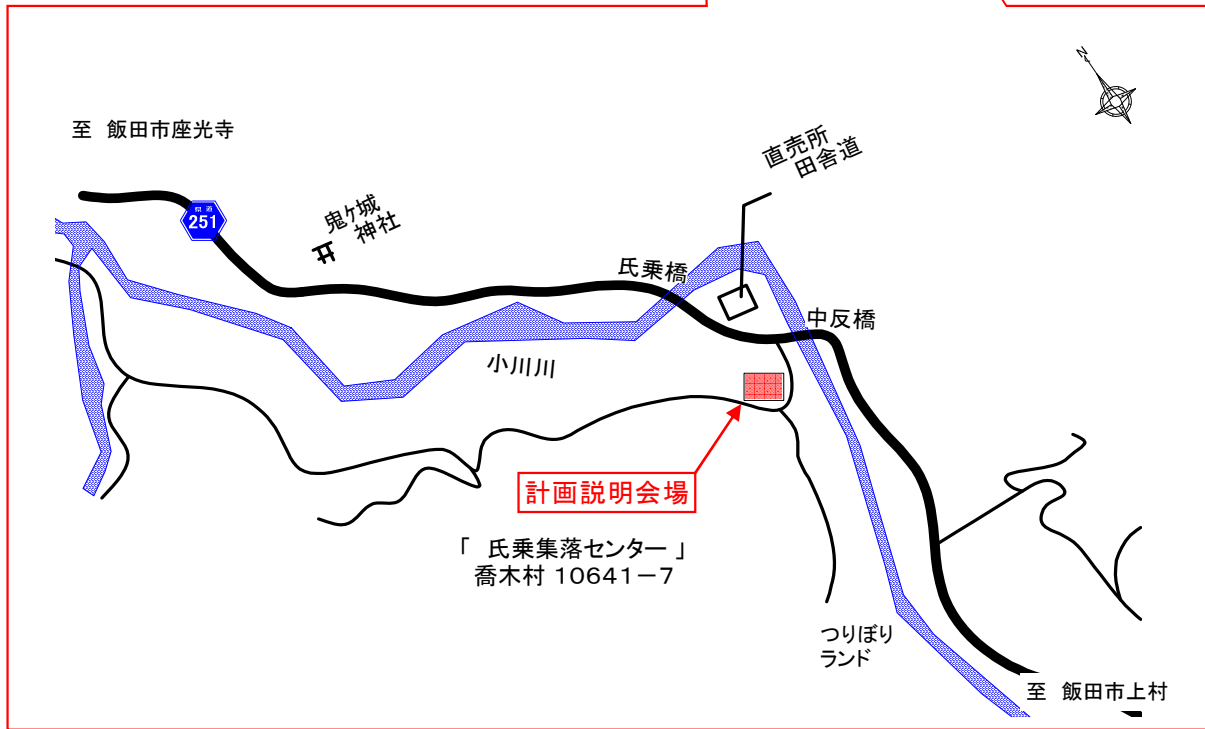 N
至 飯田市座光寺
県道
251
鬼ケ城
神社
直売所
田舎道
氏乗橋
中反橋
小川川
計画説明会場
「 氏乗集落センター 」
喬木村 10641-7
つりぼり
ランド
至 飯田市上村